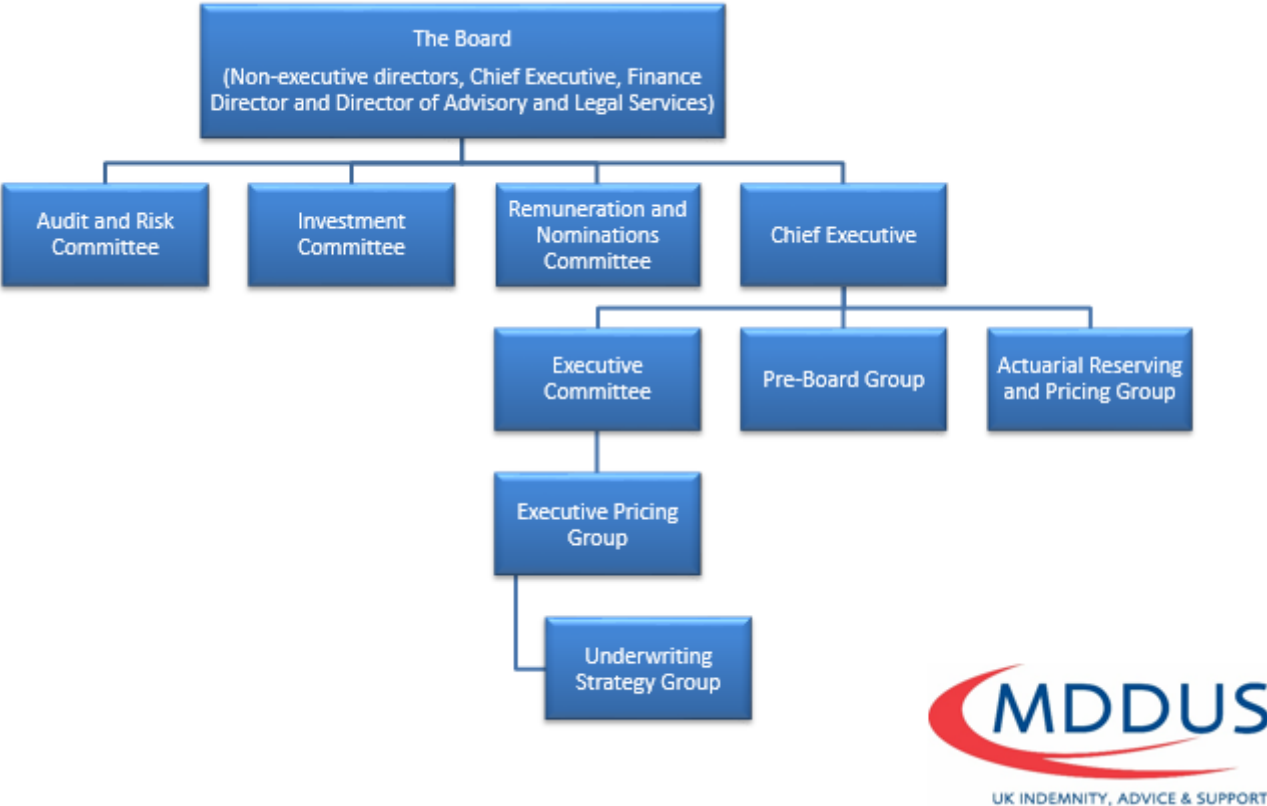 The Board
(Non-executive directors, Chief Executive, Finance
Director and Director of Advisory and Legal Services)
Audit and Risk
Committee
Investment
Committee
Remuneration and
Nominations
Committee
Chief Executive
Executive
Committee
Pre-Board Group
Actuarial Reserving
and Pricing Group
Executive Pricing
Group
Underwriting
Strategy Group
MDDUS
UK INDEMNITY, ADVICE & SUPPORT